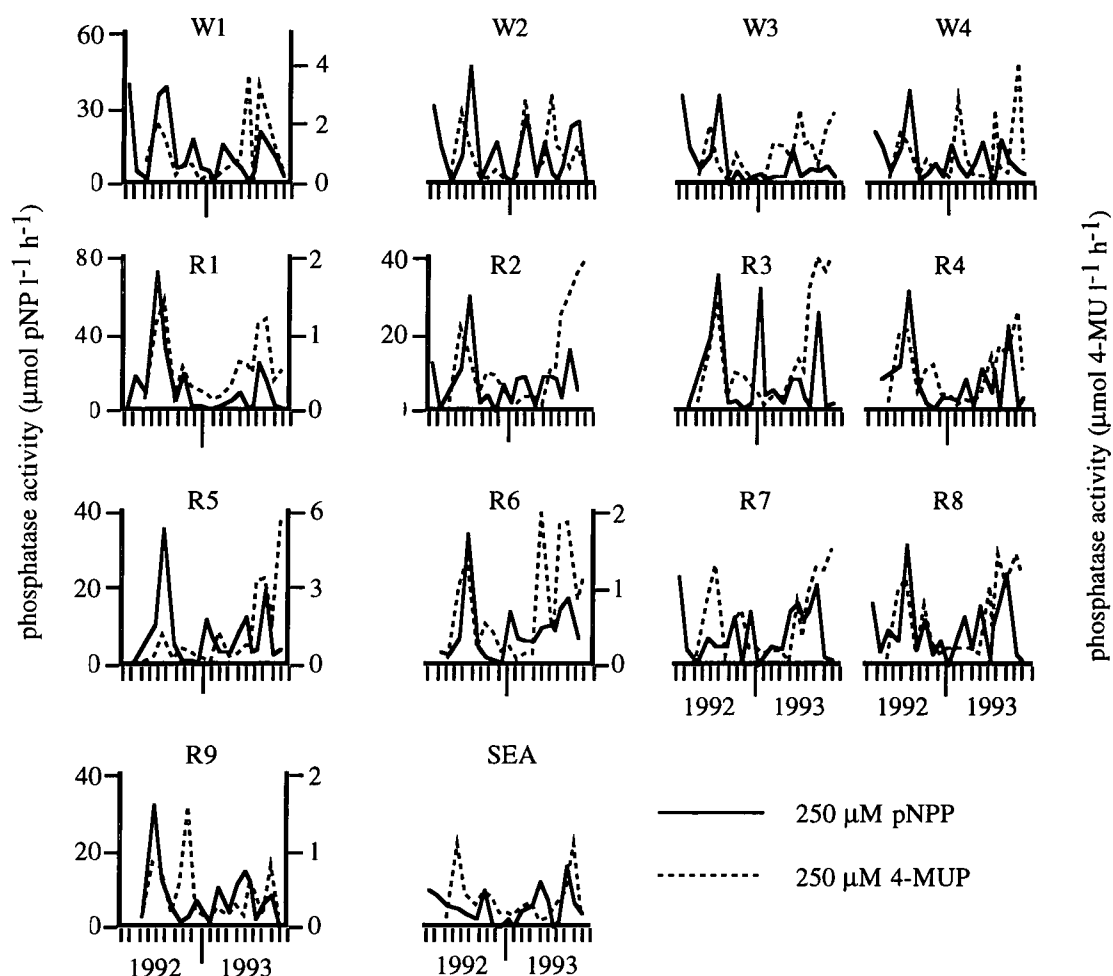 W1 W2 W3 W4
60 4
30 2
0 0
R1 R2 R3 R4
80 2 40
40 1 20
0 0
R5 R6 R7 R8
40 6 2
20 3 1
0 0 0
1992 1993 1992 1993
R9 SEA
40 2
20 1
0 0
1992 1993 1992 1993
250 µM pNPP
250 µM 4-MUP
phosphatase activity (µmol pNP l⁻¹ h⁻¹)
phosphatase activity (µmol 4-MU l⁻¹ h⁻¹)